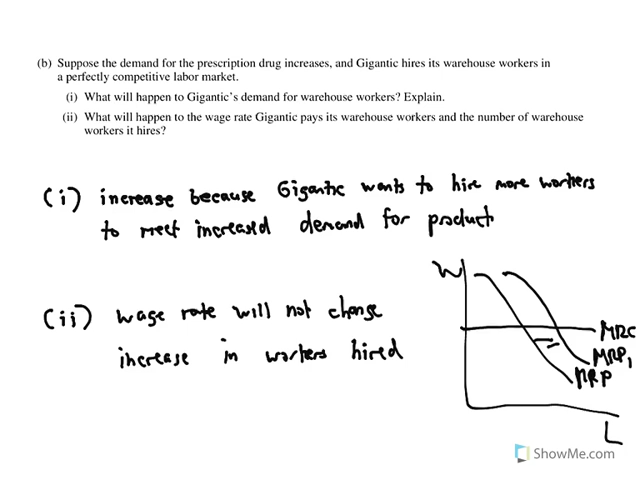 (b) Suppose the demand for the prescription drug increases, and Gigantic hires its warehouse workers in
a perfectly competitive labor market.
(i) What will happen to Gigantic's demand for warehouse workers? Explain.
(ii) What will happen to the wage rate Gigantic pays its warehouse workers and the number of warehouse
workers it hires?
(i) increase because Gigantic wants to hire more workers
to meet increased demand for product
W
(ii) wage rate will not change
increase in workers hired
MRC
MRP1
MRP
L
ShowMe.com